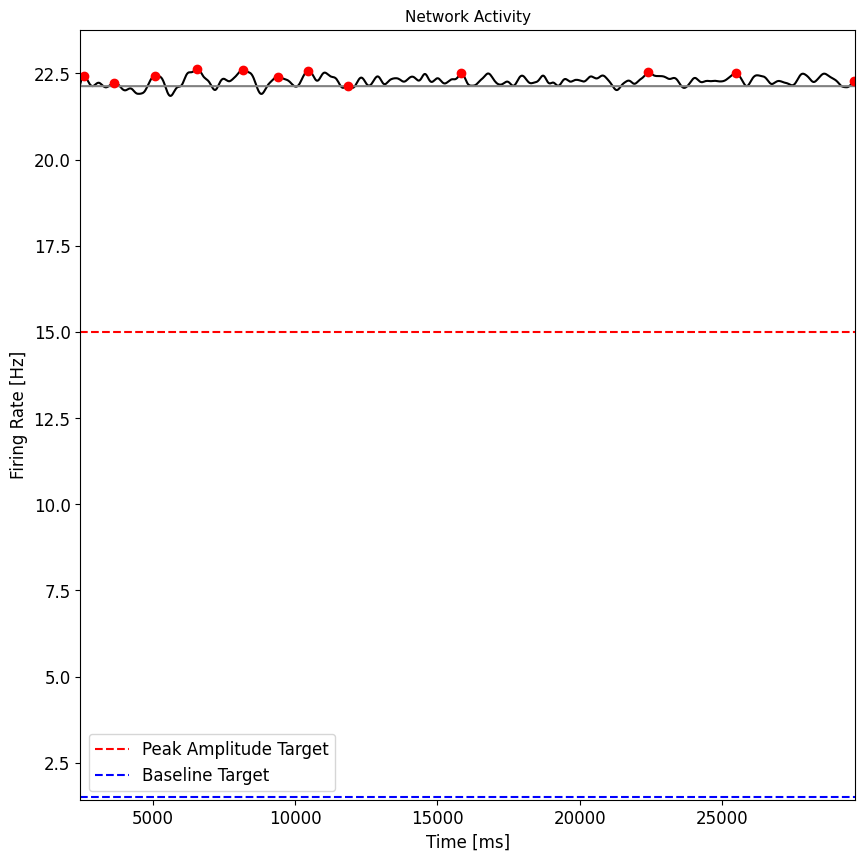 Network Activity
Firing Rate [Hz]
22.5
20.0
17.5
15.0
12.5
10.0
7.5
5.0
2.5
Peak Amplitude Target
Baseline Target
5000 10000 15000 20000 25000
Time [ms]